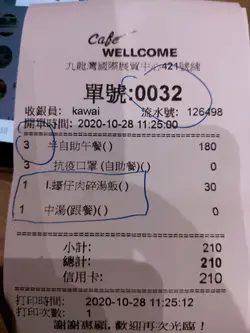 Cafe
WELLCOME
九龍灣國際展貿中心421號舖
單號:0032
收銀員: kawai 流水號: 126498
開單時間:2020-10-28 11:25:00
3 半自助午餐() 180
3 抗疫口罩(自助餐)()
1 I.蠔仔肉碎湯飯() 30
1 中湯(跟餐)()
小計: 210
總計: 210
信用卡: 210
打印時間: 2020-10-28 11:25:12
打印次數: 1
謝謝惠顧, 歡迎再次光臨!